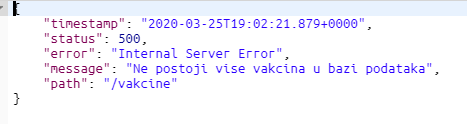 {
"timestamp": "2020-03-25T19:02:21.879+0000",
"status": 500,
"error": "Internal Server Error",
"message": "Ne postoji vise vakcina u bazi podataka",
"path": "/vakcine"
}